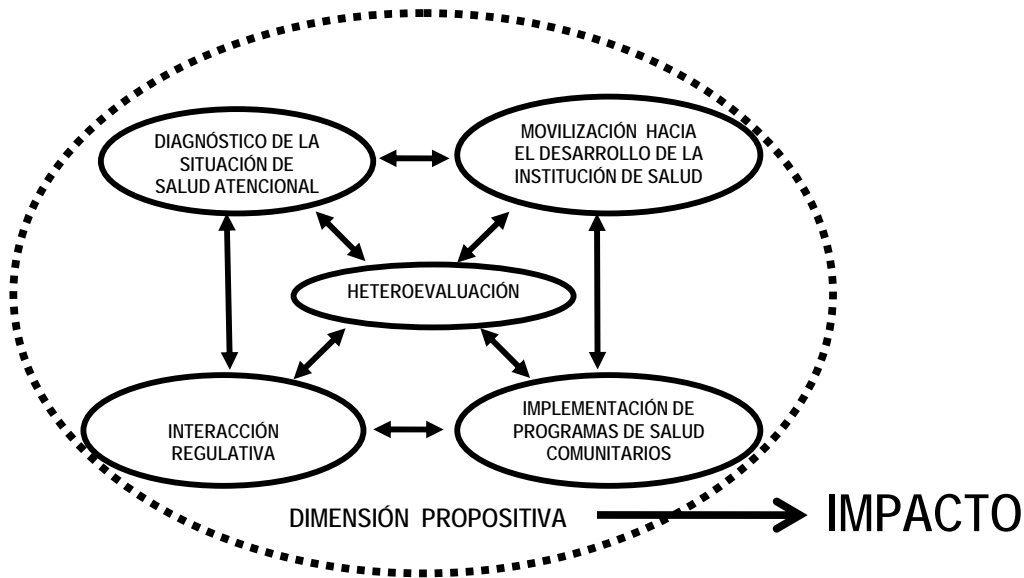 DIAGNÓSTICO DE LA
SITUACIÓN DE
SALUD ATENCIONAL
MOVILIZACIÓN HACIA
EL DESARROLLO DE LA
INSTITUCIÓN DE SALUD
HETEROEVALUACIÓN
INTERACCIÓN
REGULATIVA
IMPLEMENTACIÓN DE
PROGRAMAS DE SALUD
COMUNITARIOS
DIMENSIÓN PROPOSITIVA
IMPACTO